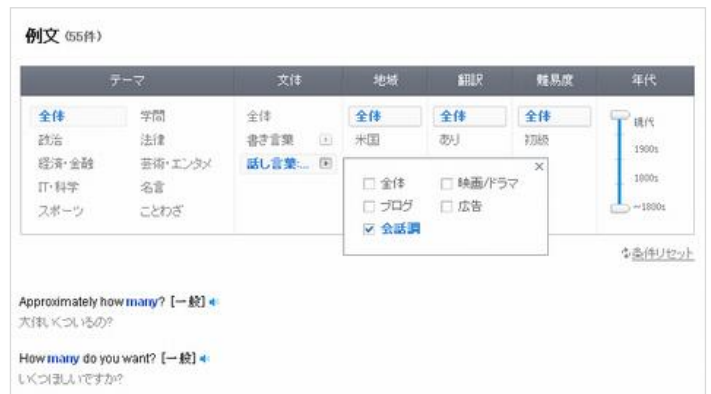 例文 (55件)
テーマ 文体 地域 翻訳 難易度 年代
全体 学問 全体 全体 全体 全体 現代
政治 法律 書き言葉 米国 あり 初級 1900s
経済·金融 芸術·エンタメ 話し言葉:... 1800s
IT·科学 名言 ~1800s
スポーツ ことわざ
全体 映画/ドラマ
ブログ 広告
会話調
条件リセット
Approximately how many? [一般]
大体いくついるの?
How many do you want? [一般]
いくつほしいですか?